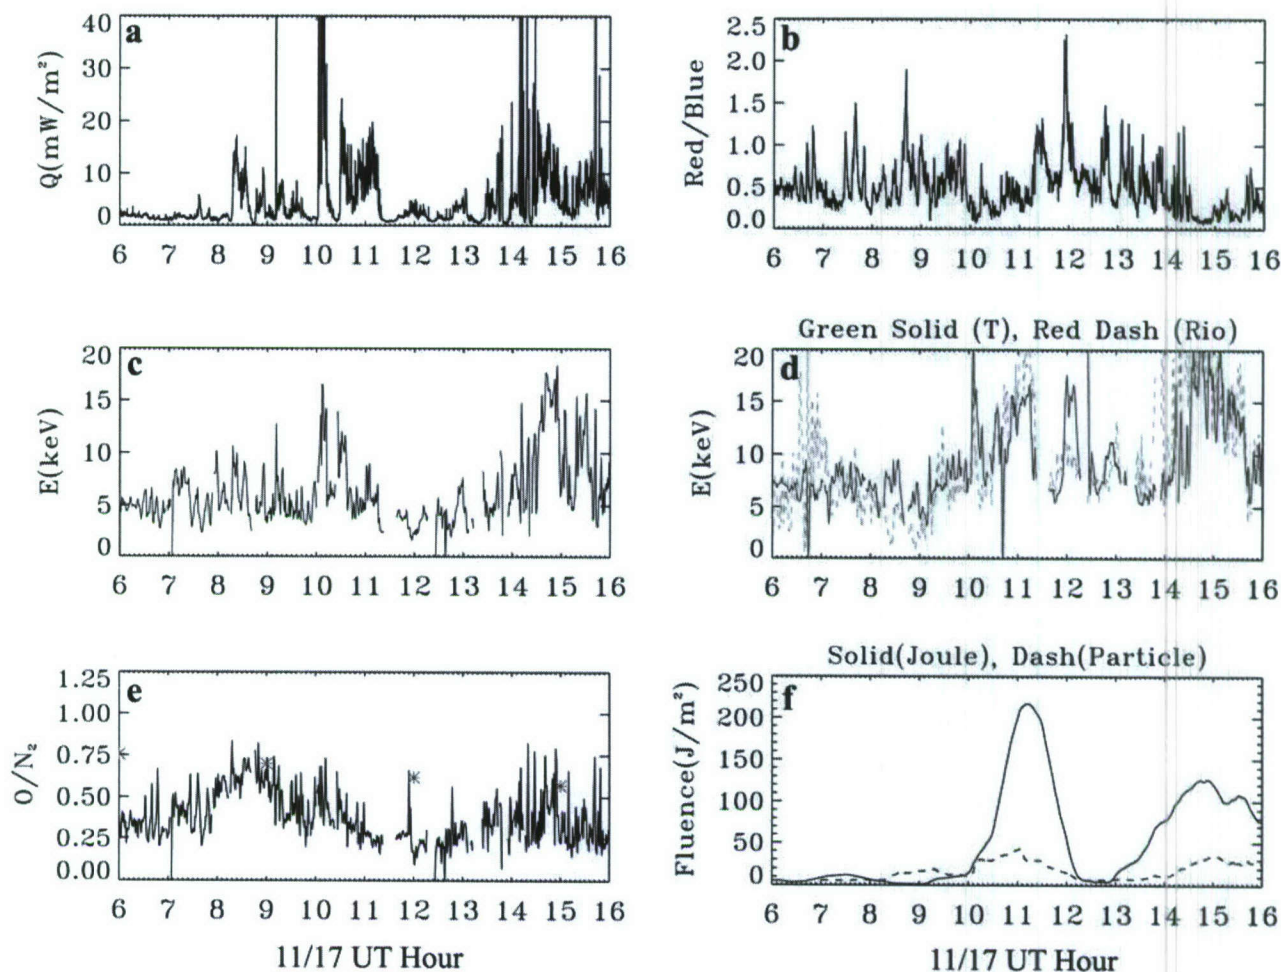 a
Q(mW/m²)
40
30
20
10
0
6 7 8 9 10 11 12 13 14 15 16
b
Red/Blue
2.5
2.0
1.5
1.0
0.5
0.0
6 7 8 9 10 11 12 13 14 15 16
c
E(keV)
20
15
10
5
0
6 7 8 9 10 11 12 13 14 15 16
Green Solid (T), Red Dash (Rio)
d
E(keV)
20
15
10
5
0
6 7 8 9 10 11 12 13 14 15 16
e
O/N₂
1.25
1.00
0.75
0.50
0.25
0.00
6 7 8 9 10 11 12 13 14 15 16
11/17 UT Hour
Solid(Joule), Dash(Particle)
f
Fluence(J/m²)
250
200
150
100
50
0
6 7 8 9 10 11 12 13 14 15 16
11/17 UT Hour